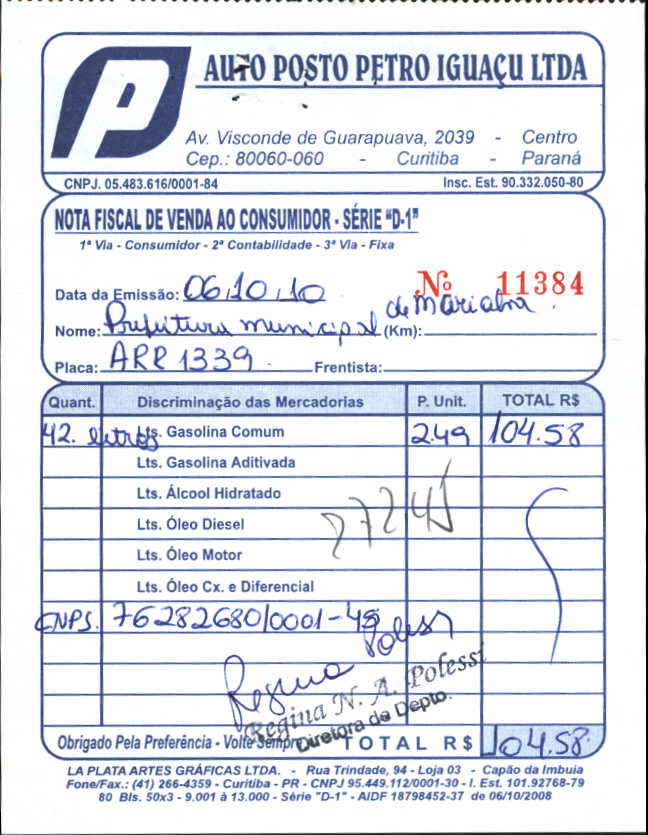 P
AUTO POSTO PETRO IGUAÇU LTDA
Av. Visconde de Guarapuava, 2039 - Centro
Cep.: 80060-060 - Curitiba - Paraná
CNPJ. 05.483.616/0001-84 Insc. Est. 90.332.050-80
NOTA FISCAL DE VENDA AO CONSUMIDOR - SÉRIE "D-1"
1ª Via - Consumidor - 2ª Contabilidade - 3ª Via - Fixa
Data da Emissão: 06,10,10 Nº 11384
Nome: Prefeitura municipal de (Km):
Placa: ARR 1339 Frentista:
Quant. Discriminação das Mercadorias P. Unit. TOTAL R$
42. litros Lts. Gasolina Comum 2.49 104.58
Lts. Gasolina Aditivada
Lts. Álcool Hidratado
Lts. Óleo Diesel
Lts. Óleo Motor
Lts. Óleo Cx. e Diferencial
CNPJ. 76282680/0001-45
Regina Polessi
Regina N. A. Polessi
Diretora de Depto.
Obrigado Pela Preferência - Volte Sempre TOTAL R$ 104.58
LA PLATA ARTES GRÁFICAS LTDA. - Rua Trindade, 94 - Loja 03 - Capão da Imbuia
Fone/Fax.: (41) 266-4359 - Curitiba - PR - CNPJ 95.449.112/0001-30 - I. Est. 101.92768-79
80 Bls. 50x3 - 9.001 à 13.000 - Série "D-1" - AIDF 18798452-37 de 06/10/2008